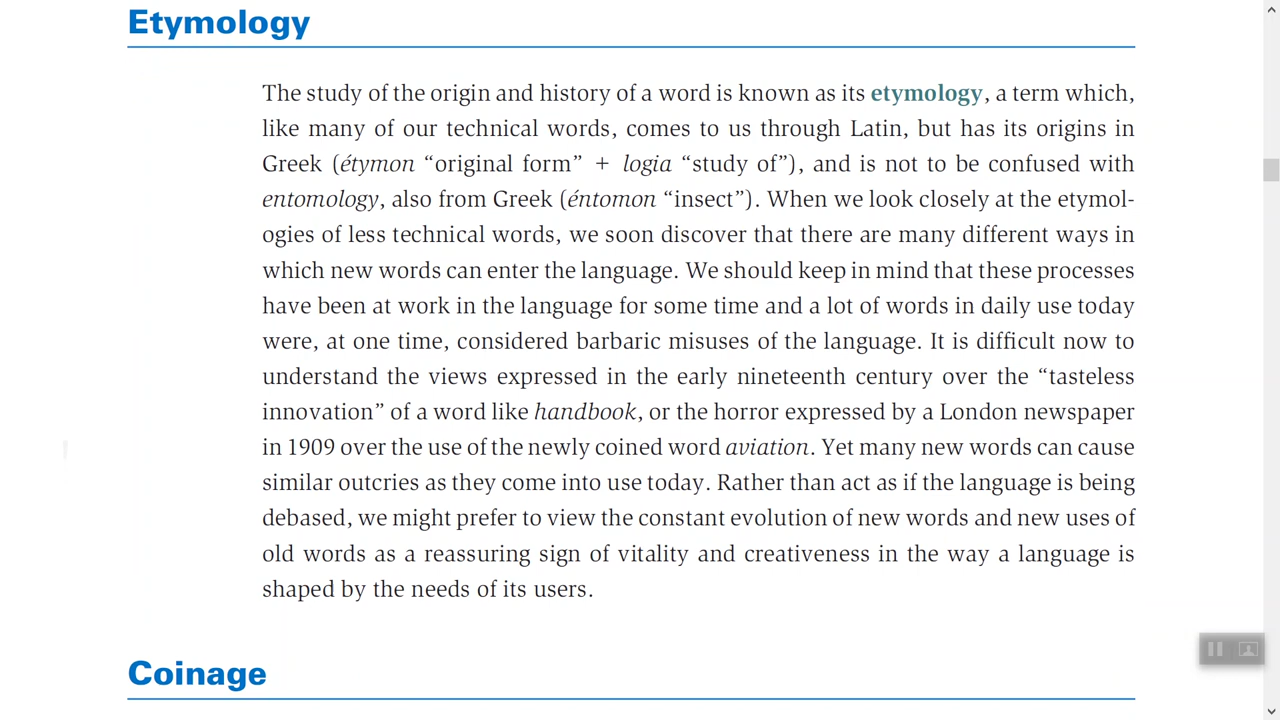 Etymology
The study of the origin and history of a word is known as its etymology, a term which,
like many of our technical words, comes to us through Latin, but has its origins in
Greek (étymon “original form” + logia “study of”), and is not to be confused with
entomology, also from Greek (éntomon “insect”). When we look closely at the etymol-
ogies of less technical words, we soon discover that there are many different ways in
which new words can enter the language. We should keep in mind that these processes
have been at work in the language for some time and a lot of words in daily use today
were, at one time, considered barbaric misuses of the language. It is difficult now to
understand the views expressed in the early nineteenth century over the “tasteless
innovation” of a word like handbook, or the horror expressed by a London newspaper
in 1909 over the use of the newly coined word aviation. Yet many new words can cause
similar outcries as they come into use today. Rather than act as if the language is being
debased, we might prefer to view the constant evolution of new words and new uses of
old words as a reassuring sign of vitality and creativeness in the way a language is
shaped by the needs of its users.
Coinage